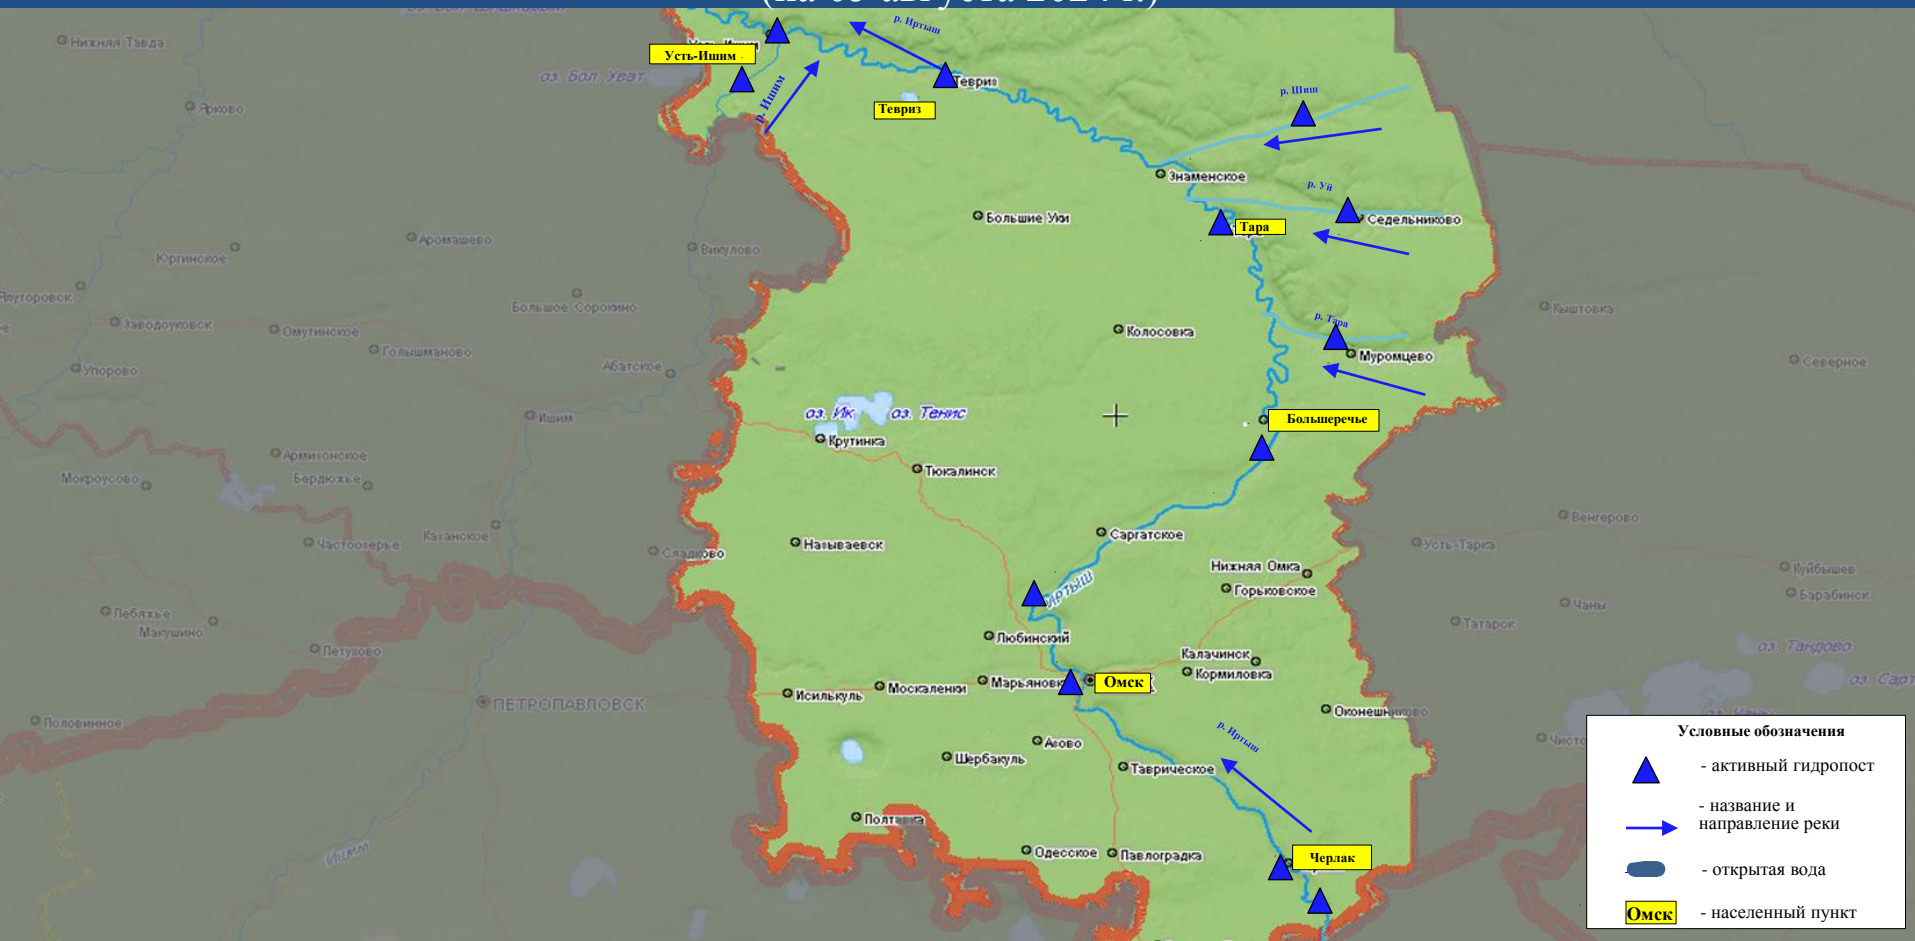 р. Иртыш
Нижняя Тавда
Усть-Ишим
оз. Бол. Уват
Тевриз
р. Ишим
Тевриз
р. Шиш
Ярково
Знаменское
р. Уй
Большие Уки
Седельниково
Тара
Аромашево
Викулово
Юргинское
Ялуторовск
Большое Сорокино
Кыштовка
р. Тара
Заводоуковск
Омутинское
Колосовка
Голышманово
Муромцево
Северное
Упорово
Абатское
оз. Ик
оз. Тенис
Ишим
Большеречье
Крутинка
Армизонское
Тюкалинск
Мокроусово
Бердюжье
Венгерово
Казанское
Саргатское
Частоозерье
Называевск
Усть-Тарка
Сладково
Нижняя Омка
Куйбышев
Горьковское
Барабинск
Иртыш
Чаны
Лебяжье
Татарск
Макушино
Любинский
Петухово
оз. Тандово
Калачинск
Кормиловка
Марьяновк
Омск
Москаленки
Исилькуль
ПЕТРОПАВЛОВСК
Оконешниково
Половинное
р. Иртыш
Азово
Шербакуль
Таврическое
Полтавка
Ишим
Одесское
Павлоградка
Черлак
Условные обозначения
- активный гидропост
- название и
направление реки
- открытая вода
Омск
- населенный пункт